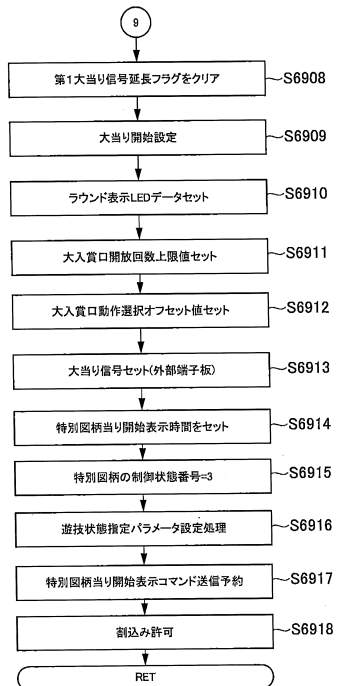 9
第1大当り信号延長フラグをクリア
S6908
大当り開始設定
S6909
ラウンド表示LEDデータセット
S6910
大入賞口開放回数上限値セット
S6911
大入賞口動作選択オフセット値セット
S6912
大当り信号セット(外部端子板)
S6913
特別図柄当り開始表示時間をセット
S6914
特別図柄の制御状態番号=3
S6915
遊技状態指定パラメータ設定処理
S6916
特別図柄当り開始表示コマンド送信予約
S6917
割込み許可
S6918
RET